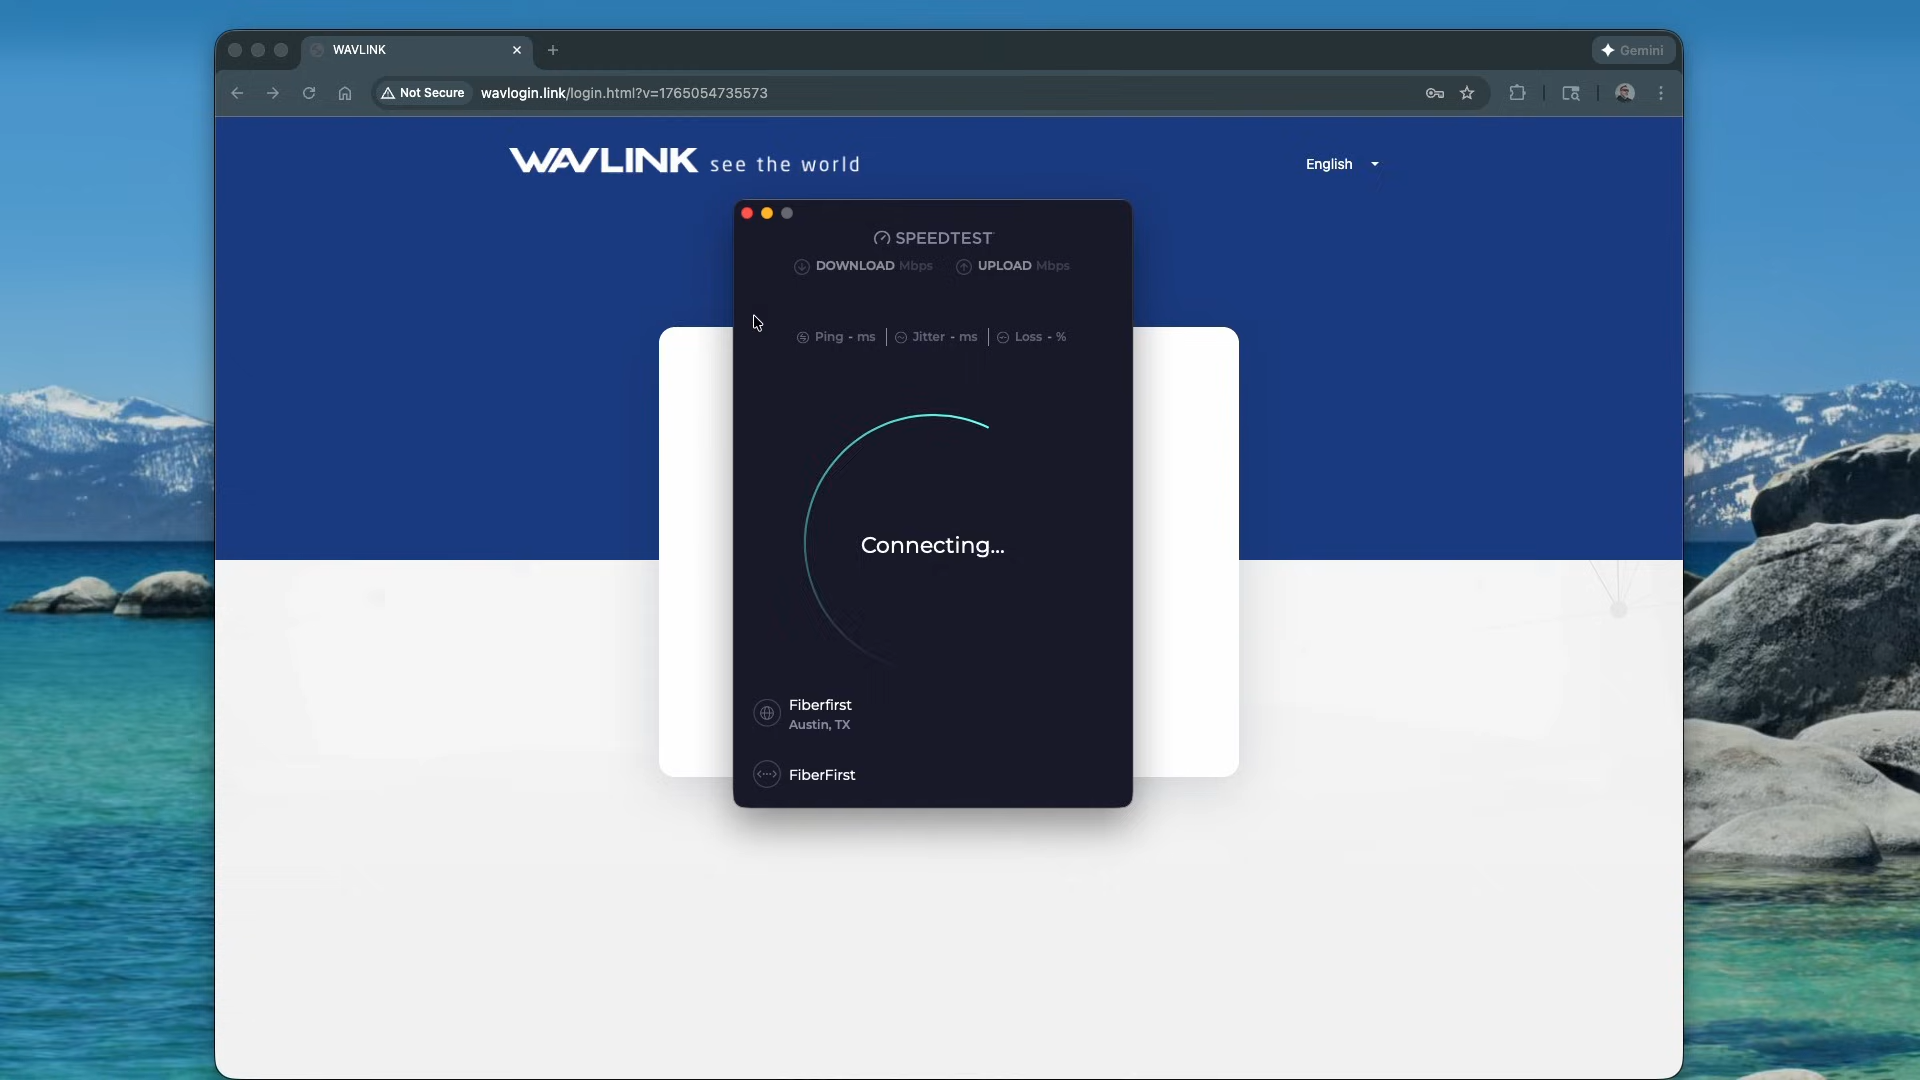 WAVLINK
Gemini
Not Secure
wavlogin.link/login.html?v=1765054735573
WAVLINK see the world
English
SPEEDTEST
DOWNLOAD Mbps
UPLOAD Mbps
Ping - ms
Jitter - ms
Loss - %
Connecting...
Fiberfirst
Austin, TX
FiberFirst